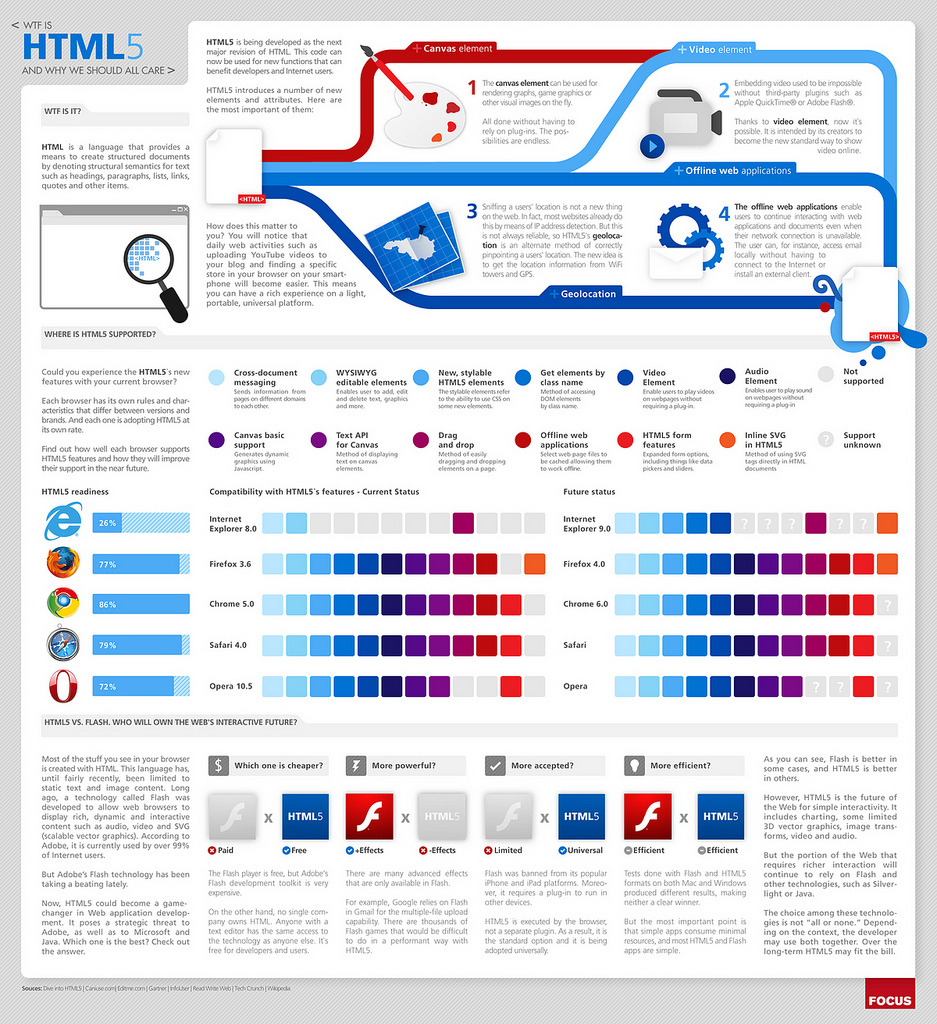 < WTF IS
HTML5
AND WHY WE SHOULD ALL CARE >
WTF IS IT?
HTML is a language that provides a
means to create structured documents
by denoting structural semantics for text
such as headings, paragraphs, lists, links,
quotes and other items.
<HTML>
HTML5 is being developed as the next
major revision of HTML. This code can
now be used for new functions that can
benefit developers and Internet users.
HTML5 introduces a number of new
elements and attributes. Here are
the most important of them:
<HTML>
How does this matter to
you? You will notice that
daily web activities such as
uploading YouTube videos to
your blog and finding a specific
store in your browser on your smart-
phone will become easier. This means
you can have a rich experience on a light,
portable, universal platform.
+ Canvas element
1
The canvas element can be used for
rendering graphs, game graphics or
other visual images on the fly.
All done without having to
rely on plug-ins. The pos-
sibilities are endless.
+ Video element
2
Embedding video used to be impossible
without third-party plugins such as
Apple QuickTime® or Adobe Flash®.
Thanks to video element, now it's
possible. It is intended by its creators to
become the new standard way to show
video online.
+ Offline web applications
3
Sniffing a users' location is not a new thing
on the web. In fact, most websites already do
this by means of IP address detection. But this
is not always reliable, so HTML5's geoloca-
tion is an alternate method of correctly
pinpointing a users' location. The new idea is
to get the location information from WiFi
towers and GPS.
4
The offline web applications enable
users to continue interacting with web
applications and documents even when
their network connection is unavailable.
The user can, for instance, access email
locally without having to
connect to the Internet or
install an external client.
+ Geolocation
<HTML5>
WHERE IS HTML5 SUPPORTED?
Could you experience the HTML5's new
features with your current browser?
Each browser has its own rules and char-
acteristics that differ between versions and
brands. And each one is adopting HTML5 at
its own rate.
Find out how well each browser supports
HTML5 features and how they will improve
their support in the near future.
Cross-document
messaging
Sends information from
pages on different domains
to each other.
WYSIWYG
editable elements
Enables user to add, edit
and delete text, graphics
and more.
New, stylable
HTML5 elements
The stylable elements refer
to the ability to use CSS on
some new elements.
Get elements by
class name
Method of accessing
DOM elements
by class name.
Video
Element
Enable users to play videos
on webpages without
requiring a plug-in.
Audio
Element
Enable user to play sound
on webpages without
requiring a plug-in
Not
supported
Canvas basic
support
Generates dynamic
graphics using
Javascript.
Text API
for Canvas
Method of displaying
text on canvas
elements.
Drag
and drop
Method of easily
dragging and dropping
elements on a page.
Offline web
applications
Select web page files to
be cached allowing them
to work offline.
HTML5 form
features
Expanded form options,
including things like data
pickers and sliders.
Inline SVG
in HTML5
Method of using SVG
tags directly in HTML
documents
?
Support
unknown
HTML5 readiness
Compatibility with HTML5's features - Current Status
Future status
26%
Internet
Explorer 8.0
Internet
Explorer 9.0
? ? ? ? ?
77%
Firefox 3.6
Firefox 4.0
86%
Chrome 5.0
Chrome 6.0
?
79%
Safari 4.0
Safari
?
72%
Opera 10.5
Opera
? ? ?
HTML5 VS. FLASH. WHO WILL OWN THE WEB'S INTERACTIVE FUTURE?
Most of the stuff you see in your browser
is created with HTML. This language has,
until fairly recently, been limited to
static text and image content. Long
ago, a technology called Flash was
developed to allow web browsers to
display rich, dynamic and interactive
content such as audio, video and SVG
(scalable vector graphics). According to
Adobe, it is currently used by over 99%
of Internet users.
But Adobe's Flash technology has been
taking a beating lately.
Now, HTML5 could become a game-
changer in Web application develop-
ment. It poses a strategic threat to
Adobe, as well as to Microsoft and
Java. Which one is the best? Check out
the answer.
$ Which one is cheaper?
x HTML5
Paid Free
The Flash player is free, but Adobe's
Flash development toolkit is very
expensive.
On the other hand, no single com-
pany owns HTML. Anyone with a
text editor has the same access to
the technology as anyone else. It's
free for developers and users.
More powerful?
x HTML5
+Effects -Effects
There are many advanced effects
that are only available in Flash.
For example, Google relies on Flash
in Gmail for the multiple-file upload
capability. There are thousands of
Flash games that would be difficult
to do in a performant way with
HTML5.
More accepted?
x HTML5
Limited Universal
Flash was banned from its popular
iPhone and iPad platforms. Moreo-
ver, it requires a plug-in to run in
other devices.
HTML5 is executed by the browser,
not a separate plugin. As a result, it is
the standard option and it is being
adopted universally.
More efficient?
x HTML5
Efficient Efficient
Tests done with Flash and HTML5
formats on both Mac and Windows
produced different results, making
neither a clear winner.
But the most important point is
that simple apps consume minimal
resources, and most HTML5 and Flash
apps are simple.
As you can see, Flash is better in
some cases, and HTML5 is better
in others.
However, HTML5 is the future of
the Web for simple interactivity. It
includes charting, some limited
3D vector graphics, image trans-
forms, video and audio.
But the portion of the Web that
requires richer interaction will
continue to rely on Flash and
other technologies, such as Silver-
light or Java.
The choice among these technolo-
gies is not "all or none." Depend-
ing on the context, the developer
may use both together. Over the
long-term HTML5 may fit the bill.
Souces: Dive into HTML5 | Caniuse.com| Editme.com | Gartner | InfoUser | Read Write Web | Tech Crunch | Wikipedia
FOCUS